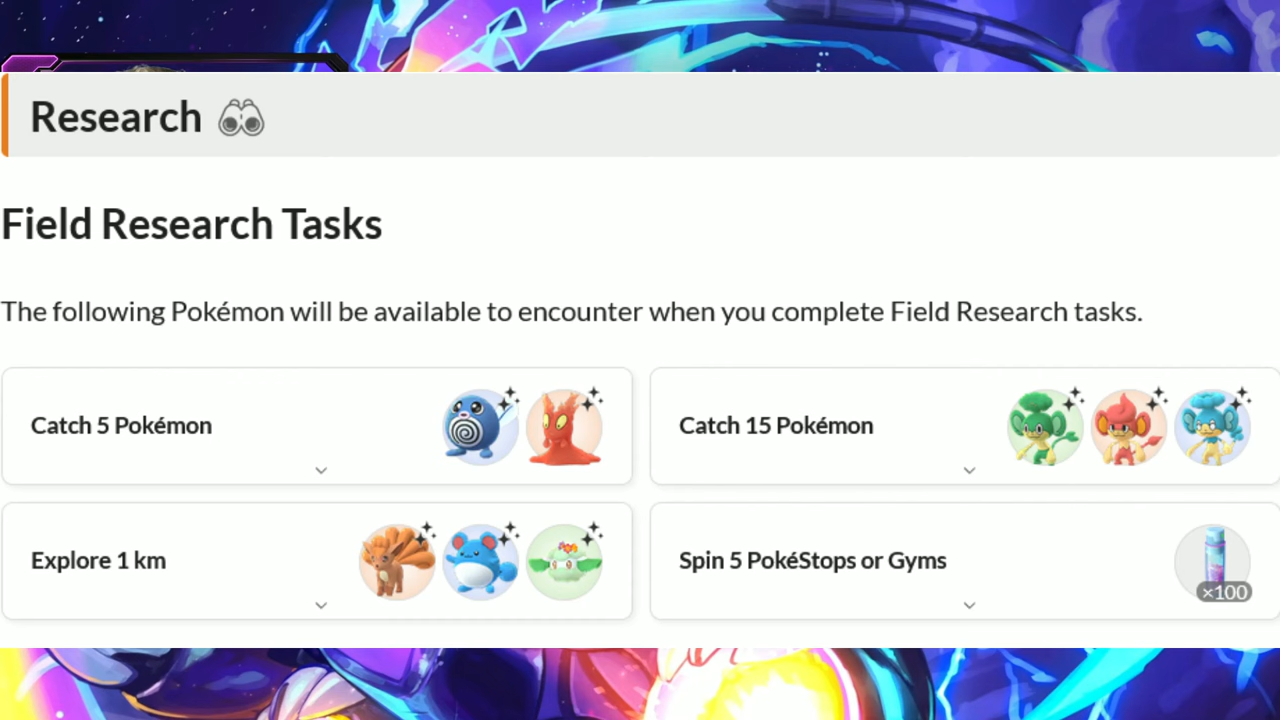 Research
Field Research Tasks
The following Pokémon will be available to encounter when you complete Field Research tasks.
Catch 5 Pokémon
Catch 15 Pokémon
Explore 1 km
Spin 5 PokéStops or Gyms
×100